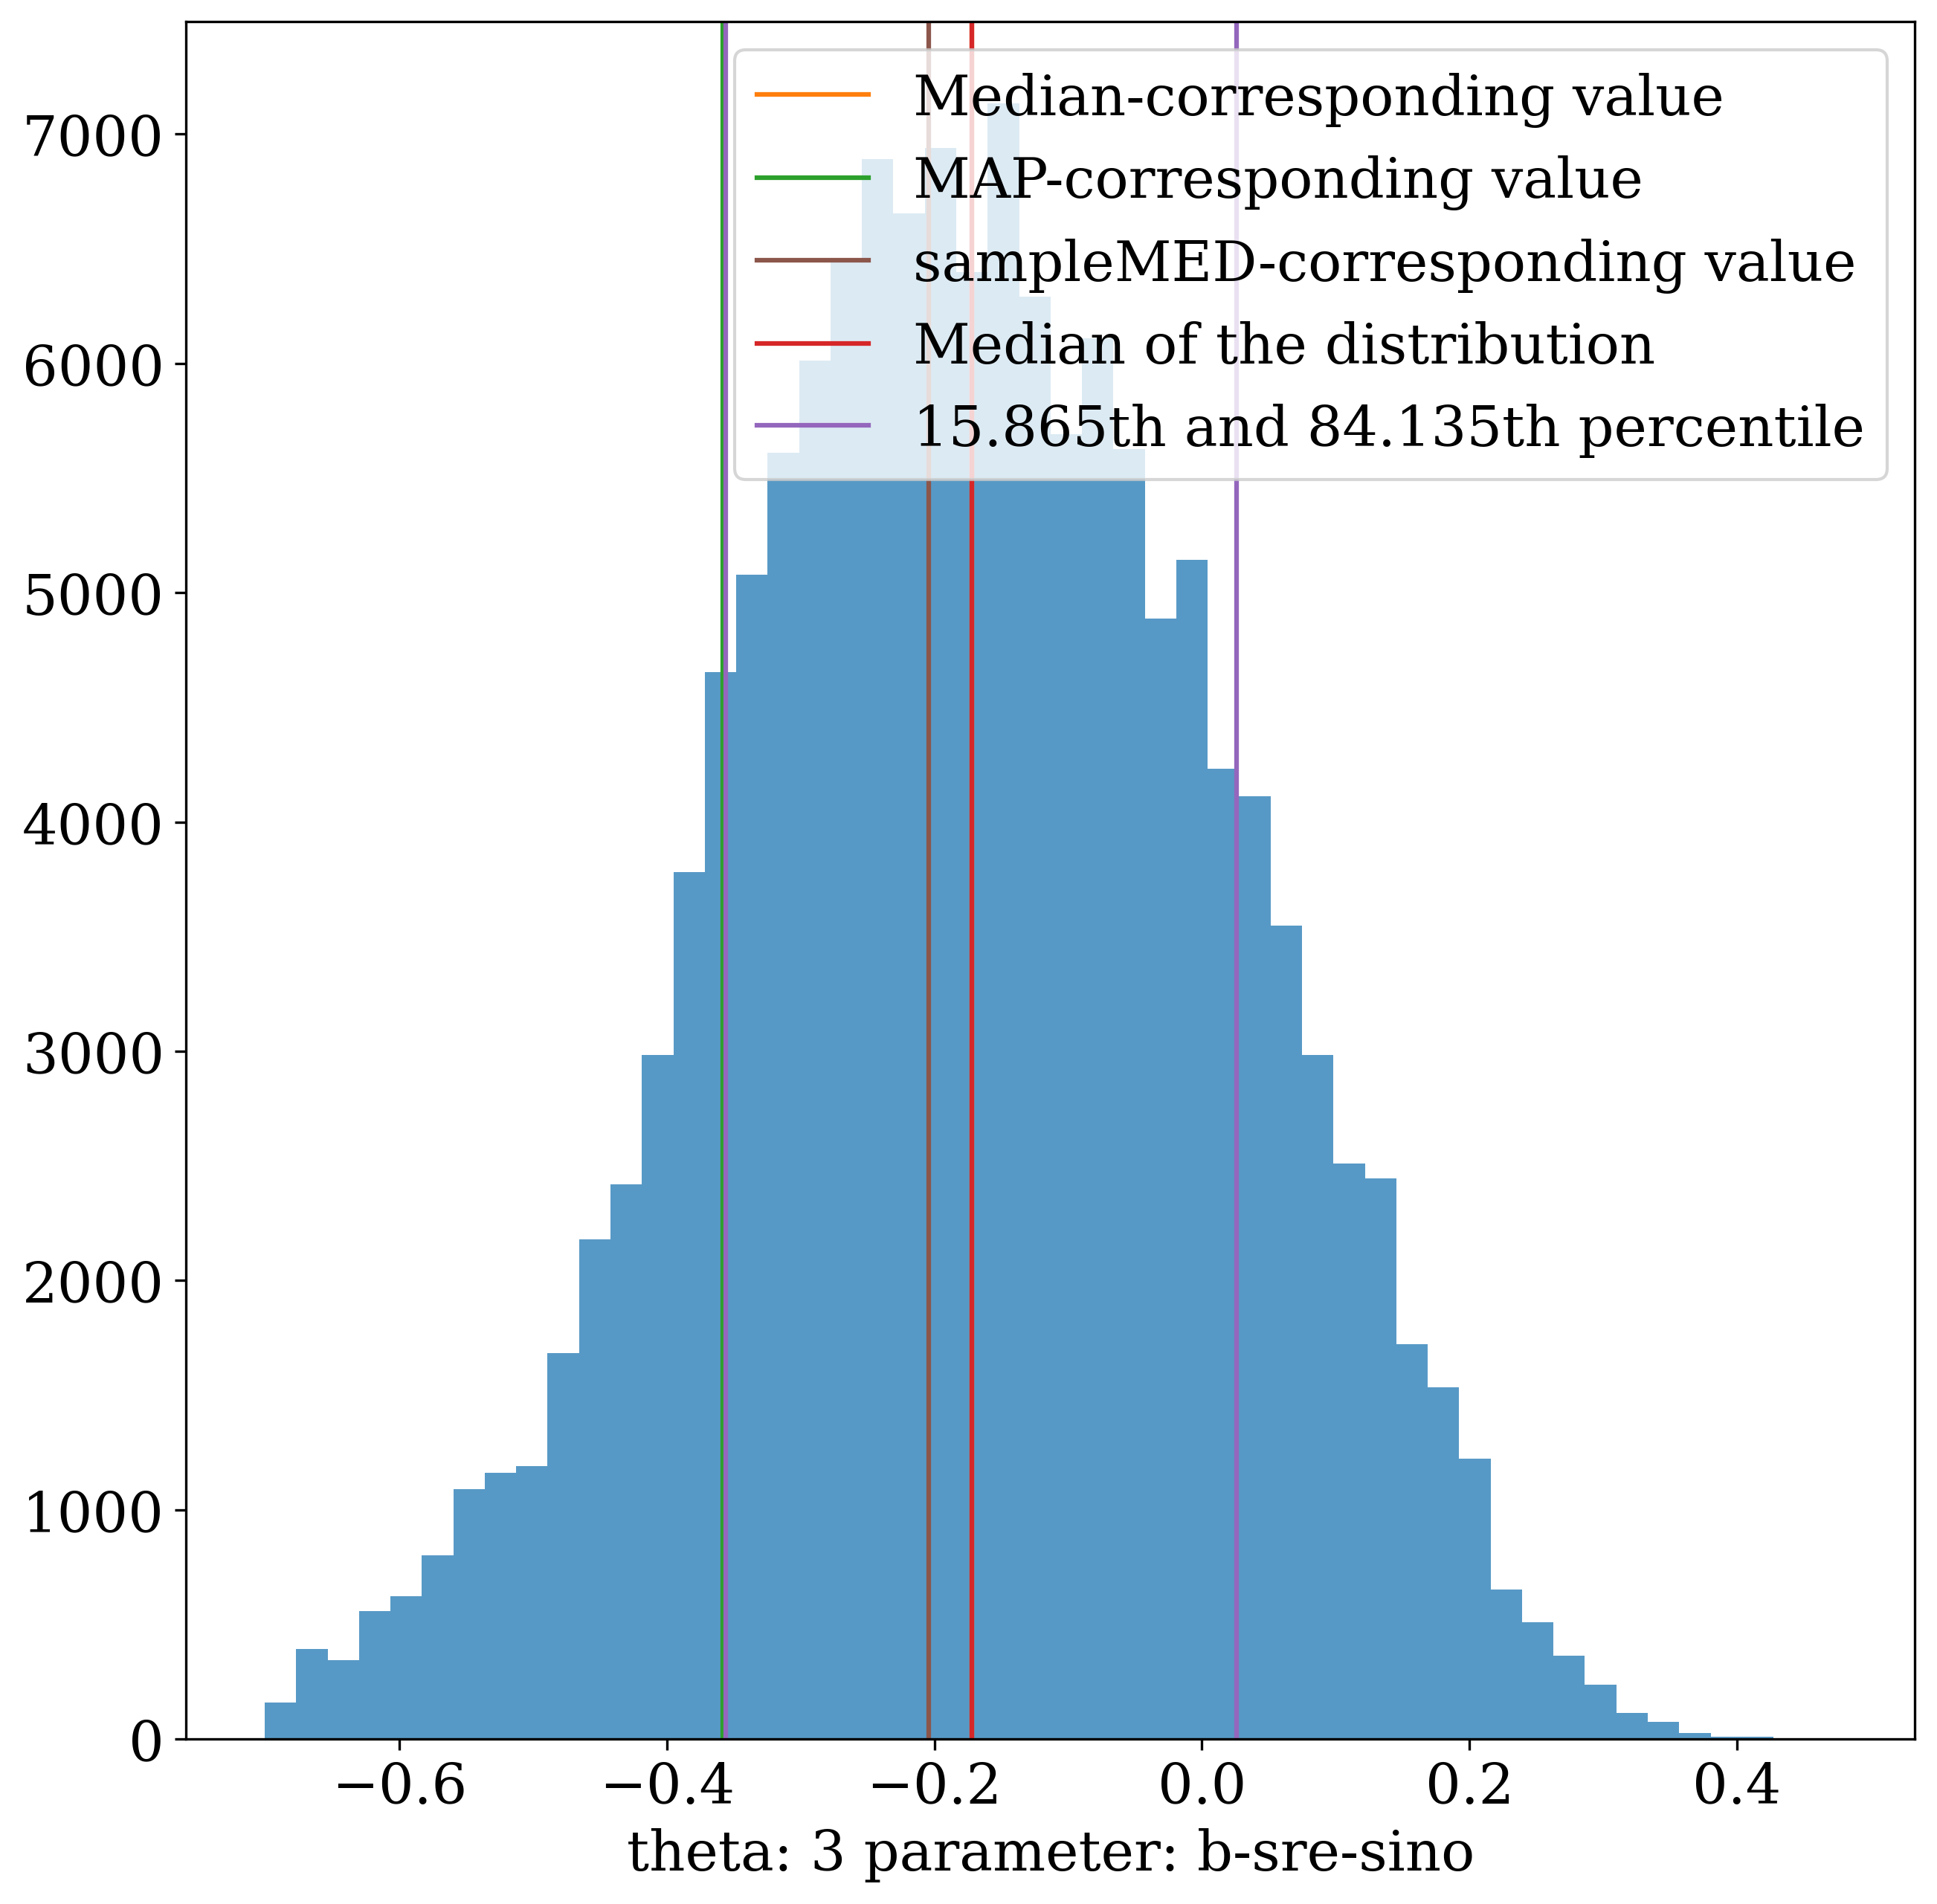 Median-corresponding value
MAP-corresponding value
sampleMED-corresponding value
Median of the distribution
15.865th and 84.135th percentile
7000
6000
5000
4000
3000
2000
1000
0
−0.6 −0.4 −0.2 0.0 0.2 0.4
theta: 3 parameter: b-sre-sino